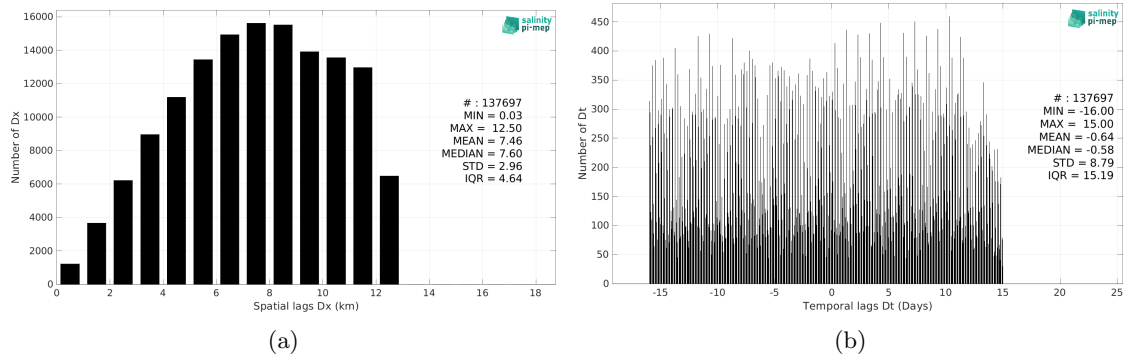 16000
14000
12000
10000
8000
6000
4000
2000
0
Number of Dx
0 2 4 6 8 10 12 14 16 18
Spatial lags Dx (km)
salinity
pi-mep
# : 137697
MIN = 0.03
MAX = 12.50
MEAN = 7.46
MEDIAN = 7.60
STD = 2.96
IQR = 4.64
(a)
450
400
350
300
250
200
150
100
50
0
Number of Dt
-15 -10 -5 0 5 10 15 20 25
Temporal lags Dt (Days)
salinity
pi-mep
# : 137697
MIN = -16.00
MAX = 15.00
MEAN = -0.64
MEDIAN = -0.58
STD = 8.79
IQR = 15.19
(b)